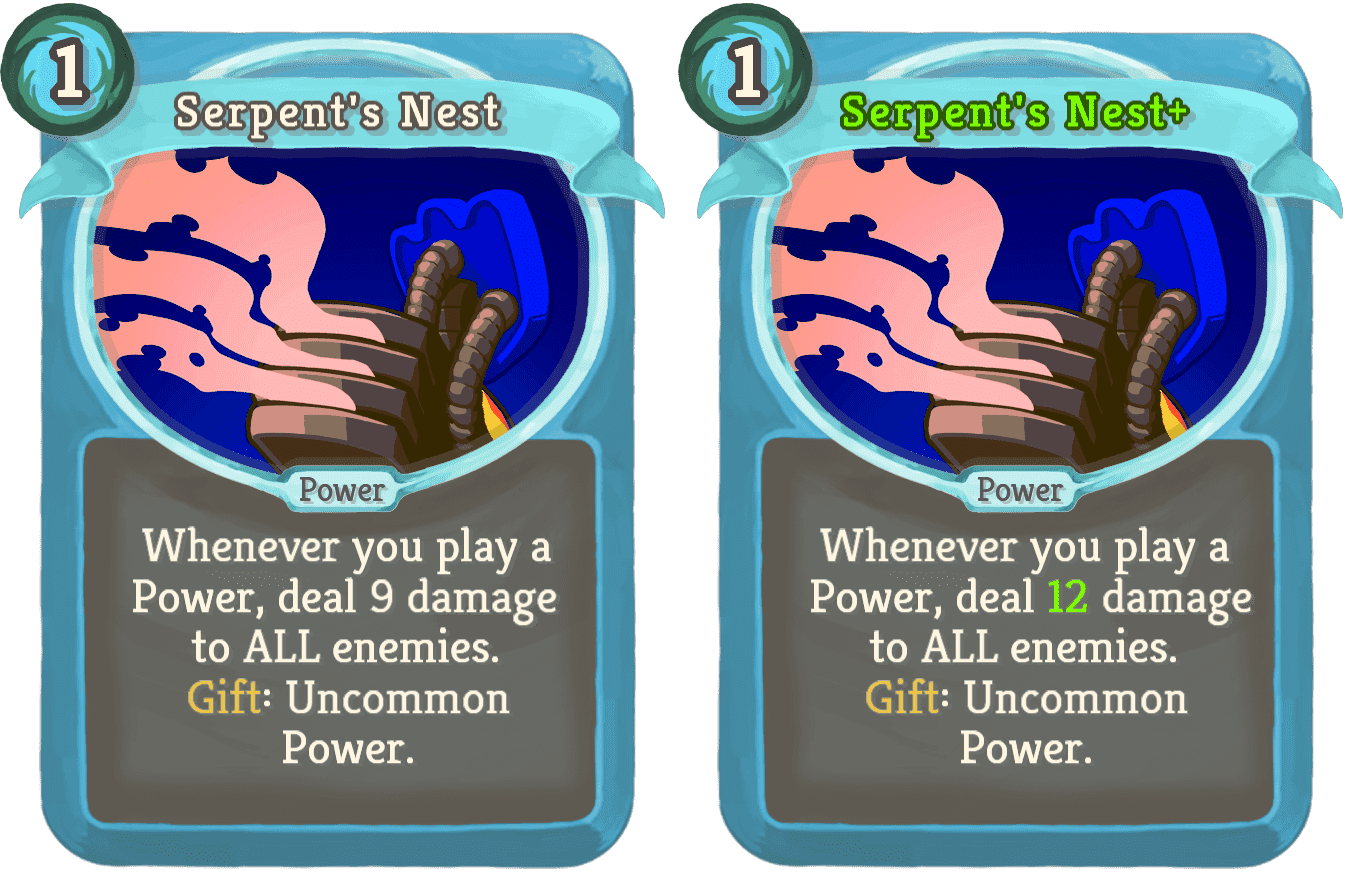 1
Serpent's Nest
Power
Whenever you play a
Power, deal 9 damage
to ALL enemies.
Gift: Uncommon
Power.
1
Serpent's Nest+
Power
Whenever you play a
Power, deal 12 damage
to ALL enemies.
Gift: Uncommon
Power.